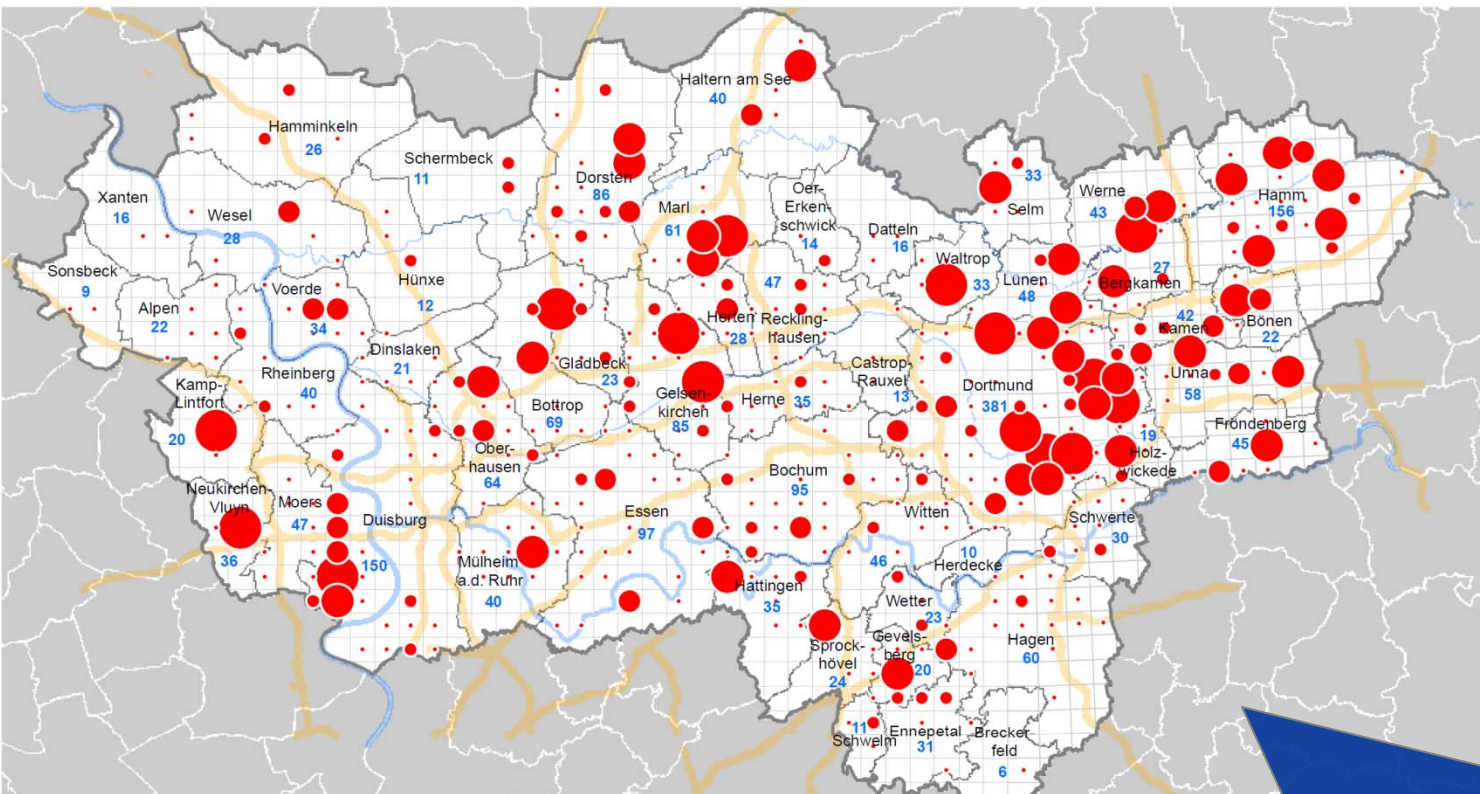 Haltern am See
40
Hamminkeln
26
Schermbeck
11
Dorsten
86
Xanten
16
Wesel
28
Marl
61
Oer-
Erken-
schwick
14
Datteln
16
33
Selm
Werne
43
Hamm
156
Sonsbeck
9
Alpen
22
Voerde
34
Hünxe
12
47
Reckling-
hausen
Herten
28
Waltrop
33
Lünen
48
27
Bergkamen
42
Kamen
Bönen
22
Dinslaken
21
Rheinberg
40
Kamp-
Lintfort
20
Gladbeck
23
Bottrop
69
Gelsen-
kirchen
85
Herne
35
Castrop-
Rauxel
13
Dortmund
381
Unna
58
Fröndenberg
45
19
Holz-
wickede
Ober-
hausen
64
Neukirchen-
Vluyn
36
Moers
47
Duisburg
150
Essen
97
Bochum
95
Witten
46
Schwerte
30
10
Herdecke
Mülheim
a.d. Ruhr
40
Hattingen
35
Wetter
23
Gevels-
berg
20
Hagen
60
Sprock-
hövel
24
11
Schwelm
Ennepetal
31
Brecker-
feld
6